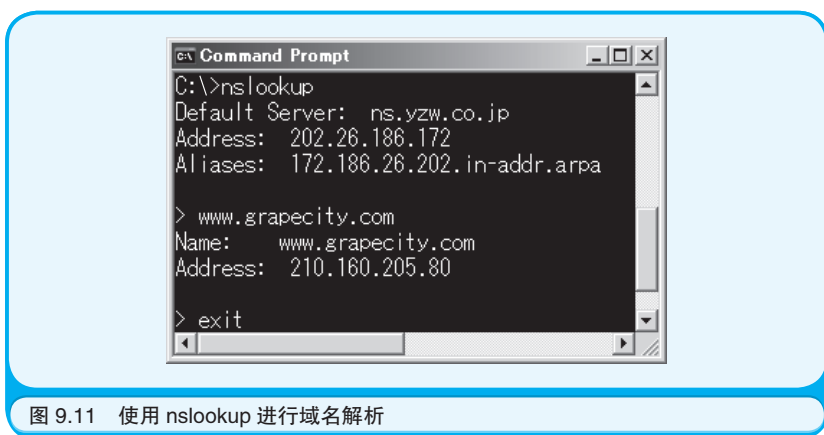 Command Prompt
C:\>nslookup
Default Server:  ns.yzw.co.jp
Address:  202.26.186.172
Aliases:  172.186.26.202.in-addr.arpa
> www.grapecity.com
Name:    www.grapecity.com
Address:  210.160.205.80
> exit
图 9.11　使用 nslookup 进行域名解析